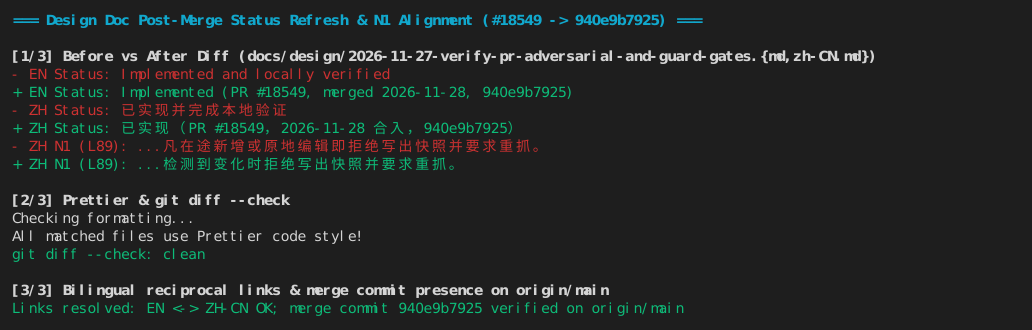 ═══ Design Doc Post-Merge Status Refresh & N1 Alignment (#18549 -> 940e9b7925) ═══
[1/3] Before vs After Diff (docs/design/2026-11-27-verify-pr-adversarial-and-guard-gates.{md,zh-CN.md})
- EN Status: Implemented and locally verified
+ EN Status: Implemented (PR #18549, merged 2026-11-28, 940e9b7925)
- ZH Status: 已实现并完成本地验证
+ ZH Status: 已实现（PR #18549，2026-11-28 合入，940e9b7925）
- ZH N1 (L89): ...凡在途新增或原地编辑即拒绝写出快照并要求重抓。
+ ZH N1 (L89): ...检测到变化时拒绝写出快照并要求重抓。
[2/3] Prettier & git diff --check
Checking formatting...
All matched files use Prettier code style!
git diff --check: clean
[3/3] Bilingual reciprocal links & merge commit presence on origin/main
Links resolved: EN <-> ZH-CN OK; merge commit 940e9b7925 verified on origin/main